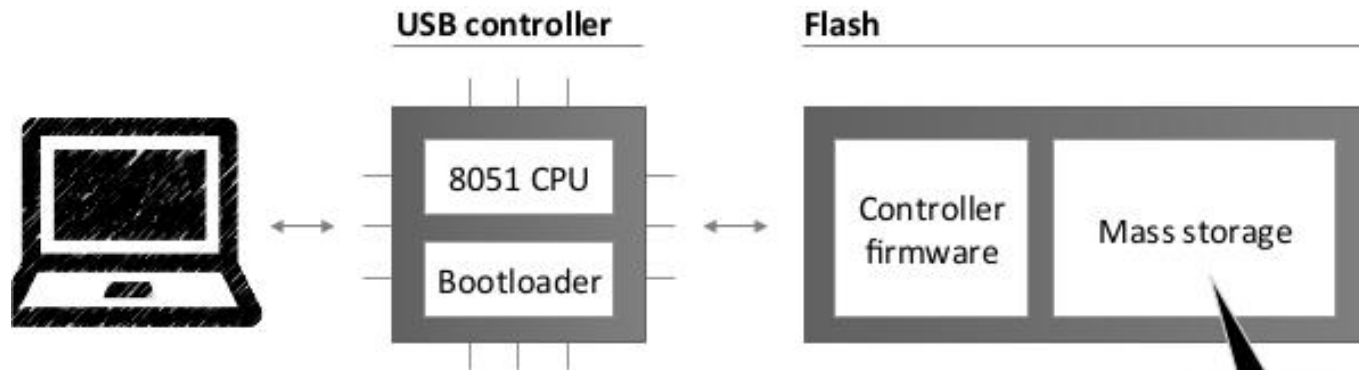 USB controller
Flash
8051 CPU
Bootloader
Controller
firmware
Mass storage